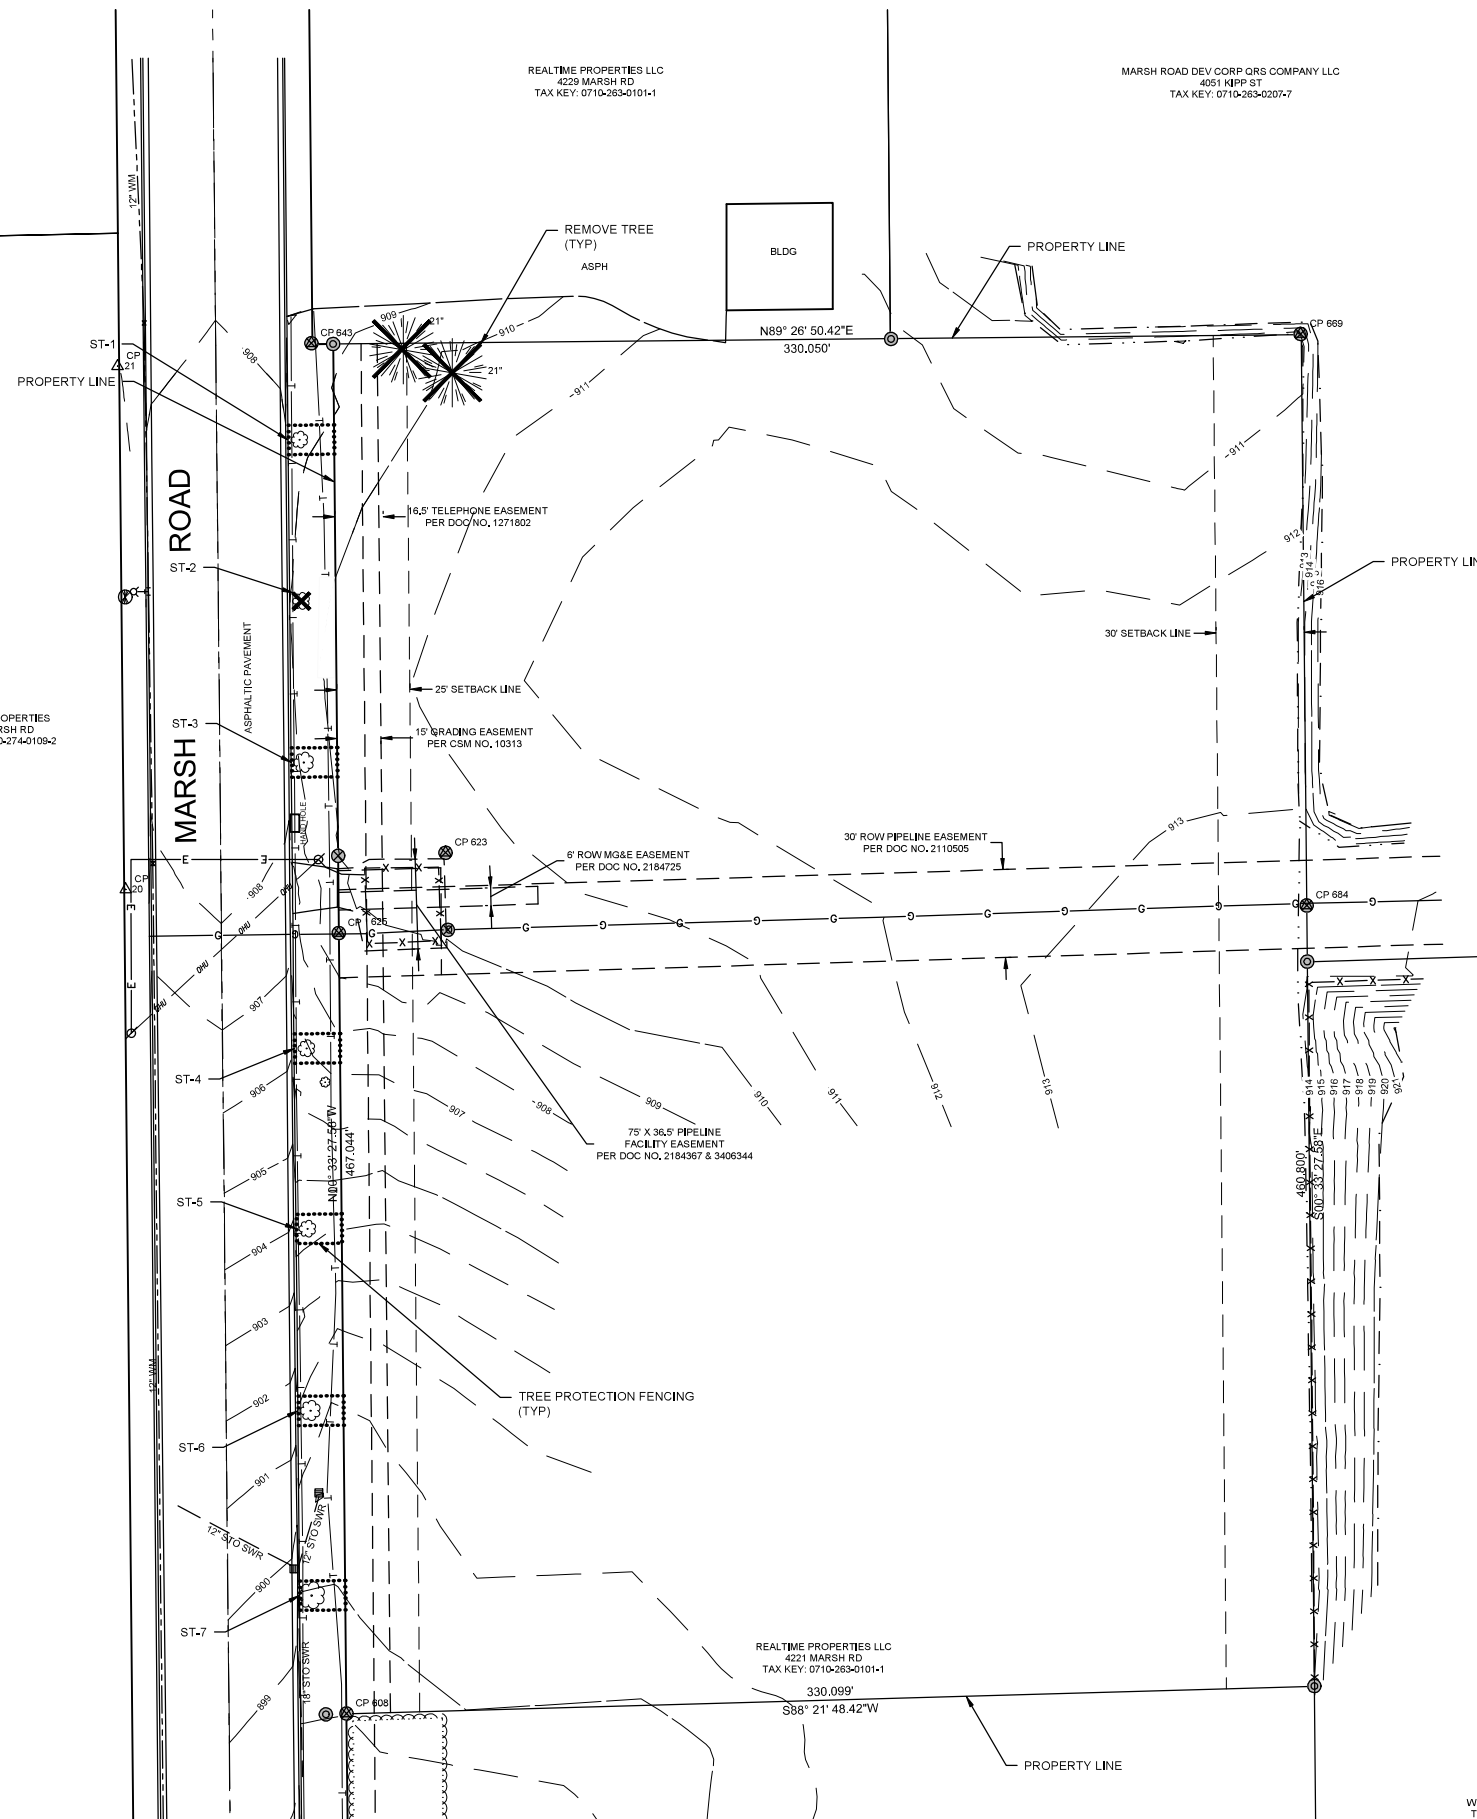 REALTIME PROPERTIES LLC
4229 MARSH RD
TAX KEY: 0710-263-0101-1
MARSH ROAD DEV CORP QRS COMPANY LLC
4051 KIPP ST
TAX KEY: 0710-263-0207-7
12" WM
REMOVE TREE
(TYP)
ASPH
BLDG
PROPERTY LINE
909
21"
910
N89° 26' 50.42"E
330.050'
CP 669
CP 643
ST-1
CP
21
908
PROPERTY LINE
21"
911
911
ROAD
16.5' TELEPHONE EASEMENT
PER DOC NO. 1271802
912
914
916
PROPERTY LIN
ST-2
30' SETBACK LINE
ASPHALTIC PAVEMENT
25' SETBACK LINE
OPERTIES
RSH RD
0-274-0109-2
ST-3
15' GRADING EASEMENT
PER CSM NO. 10313
MARSH
HAND HOLE
913
CP 623
30' ROW PIPELINE EASEMENT
PER DOC NO. 2110505
6' ROW MG&E EASEMENT
PER DOC NO. 2184725
E E
CP
20
908
OHU
CP 684
CP 625
G G G G G G G G G G G G G
E
OHU
OHU
E
OHU
907
ST-4
906
907
908
909
910
911
912
913
914
915
916
917
918
919
920
921
75' X 36.5' PIPELINE
FACILITY EASEMENT
PER DOC NO. 2184367 & 3406344
N00° 33' 27.58"W
467.044'
460.800'
S00° 33' 27.58"E
905
ST-5
904
903
12" WM
902
TREE PROTECTION FENCING
(TYP)
ST-6
901
12" STO SWR
12" STO SWR
900
ST-7
18" STO SWR
899
REALTIME PROPERTIES LLC
4221 MARSH RD
TAX KEY: 0710-263-0101-1
330.099'
S88° 21' 48.42"W
CP 608
PROPERTY LINE
W
T